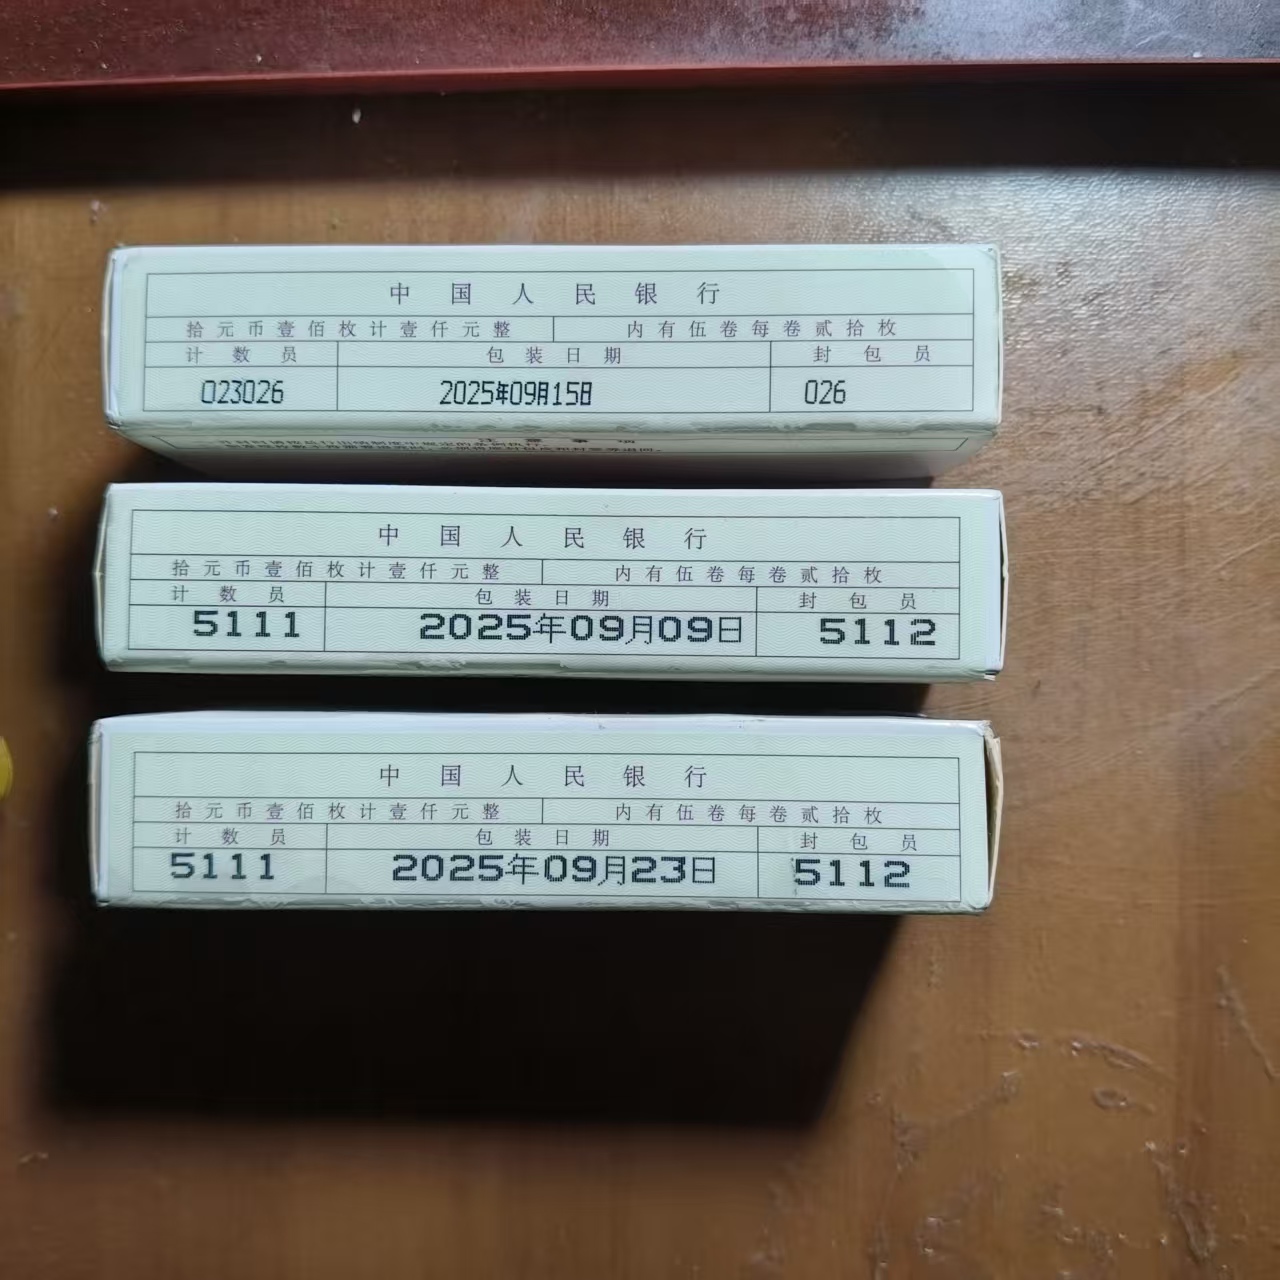 中国人民银行
拾元币壹佰枚计壹仟元整 内有伍卷每卷贰拾枚
计数员 包装日期 封包员
023026 2025年09月15日 026
注意事项
中国人民银行
拾元币壹佰枚计壹仟元整 内有伍卷每卷贰拾枚
计数员 包装日期 封包员
5111 2025年09月09日 5112
中国人民银行
拾元币壹佰枚计壹仟元整 内有伍卷每卷贰拾枚
计数员 包装日期 封包员
5111 2025年09月23日 5112